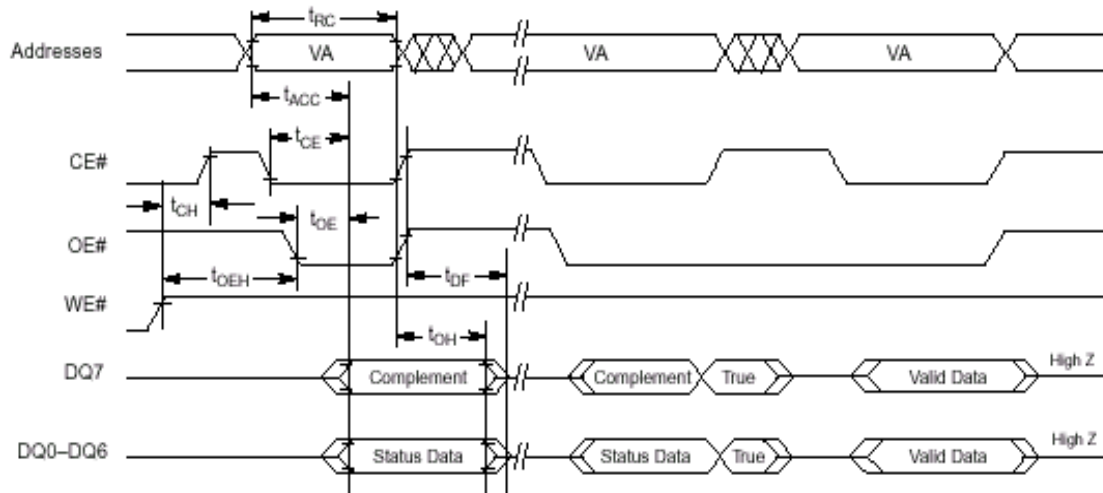 tRC
Addresses VA VA VA
tACC
tCE
CE#
tCH
tOE
OE#
tOEH tDF
WE#
tOH
DQ7 Complement Complement True Valid Data High Z
DQ0–DQ6 Status Data Status Data True Valid Data High Z